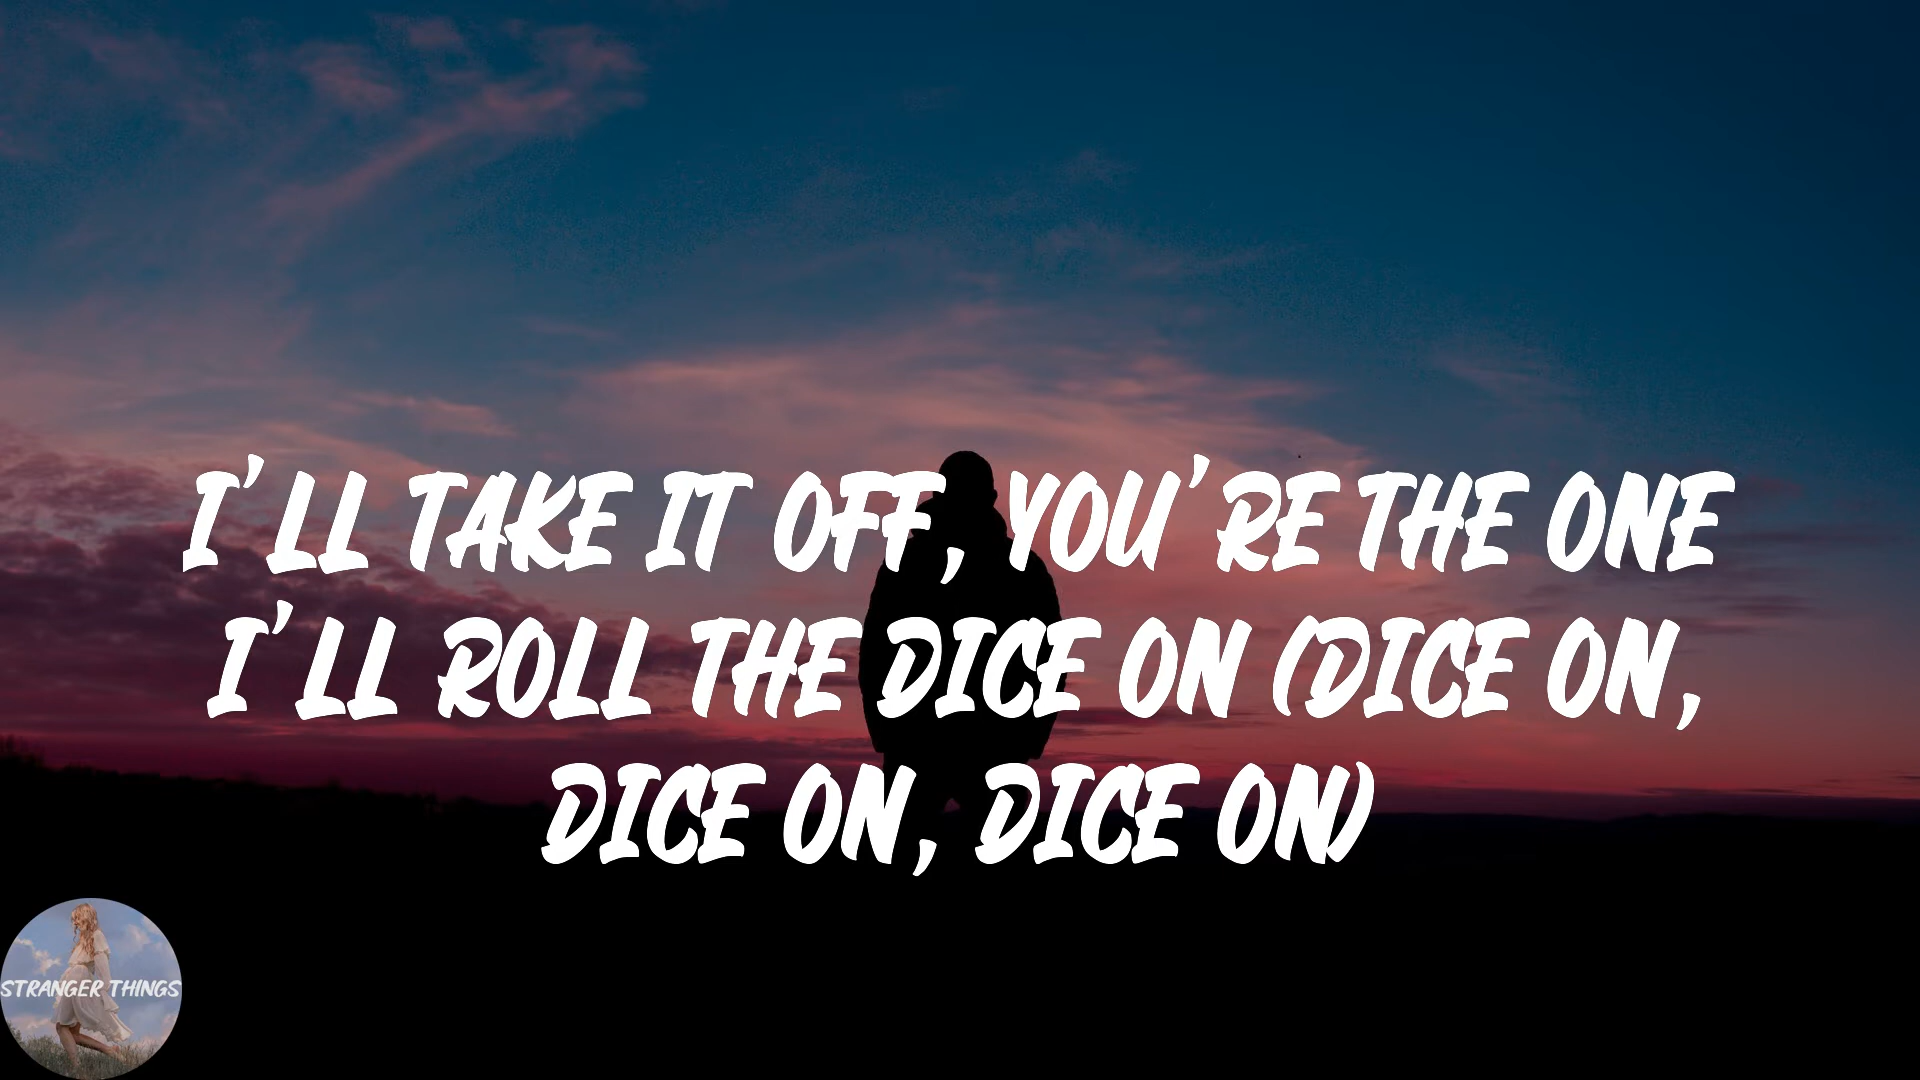 I'LL TAKE IT OFF, YOU'RE THE ONE
I'LL ROLL THE DICE ON (DICE ON,
DICE ON, DICE ON)
STRANGER THINGS